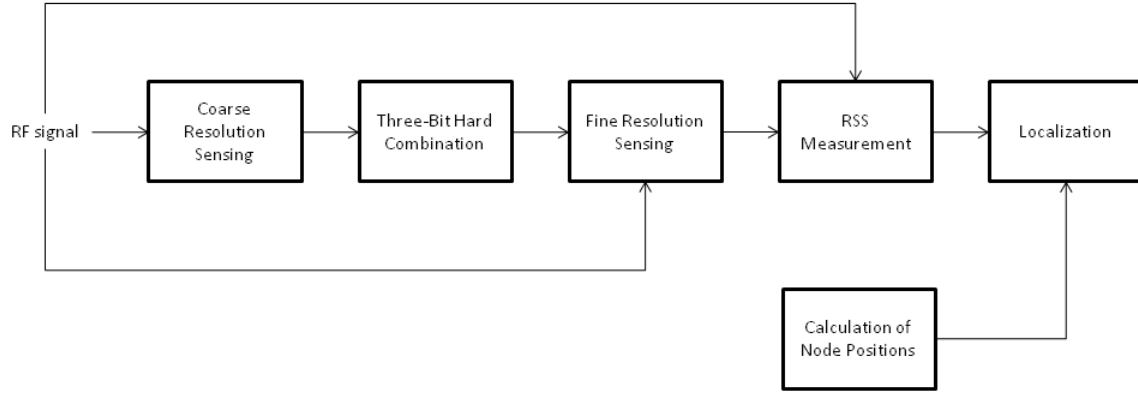 RF signal
Coarse
Resolution
Sensing
Three-Bit Hard
Combination
Fine Resolution
Sensing
RSS
Measurement
Localization
Calculation of
Node Positions